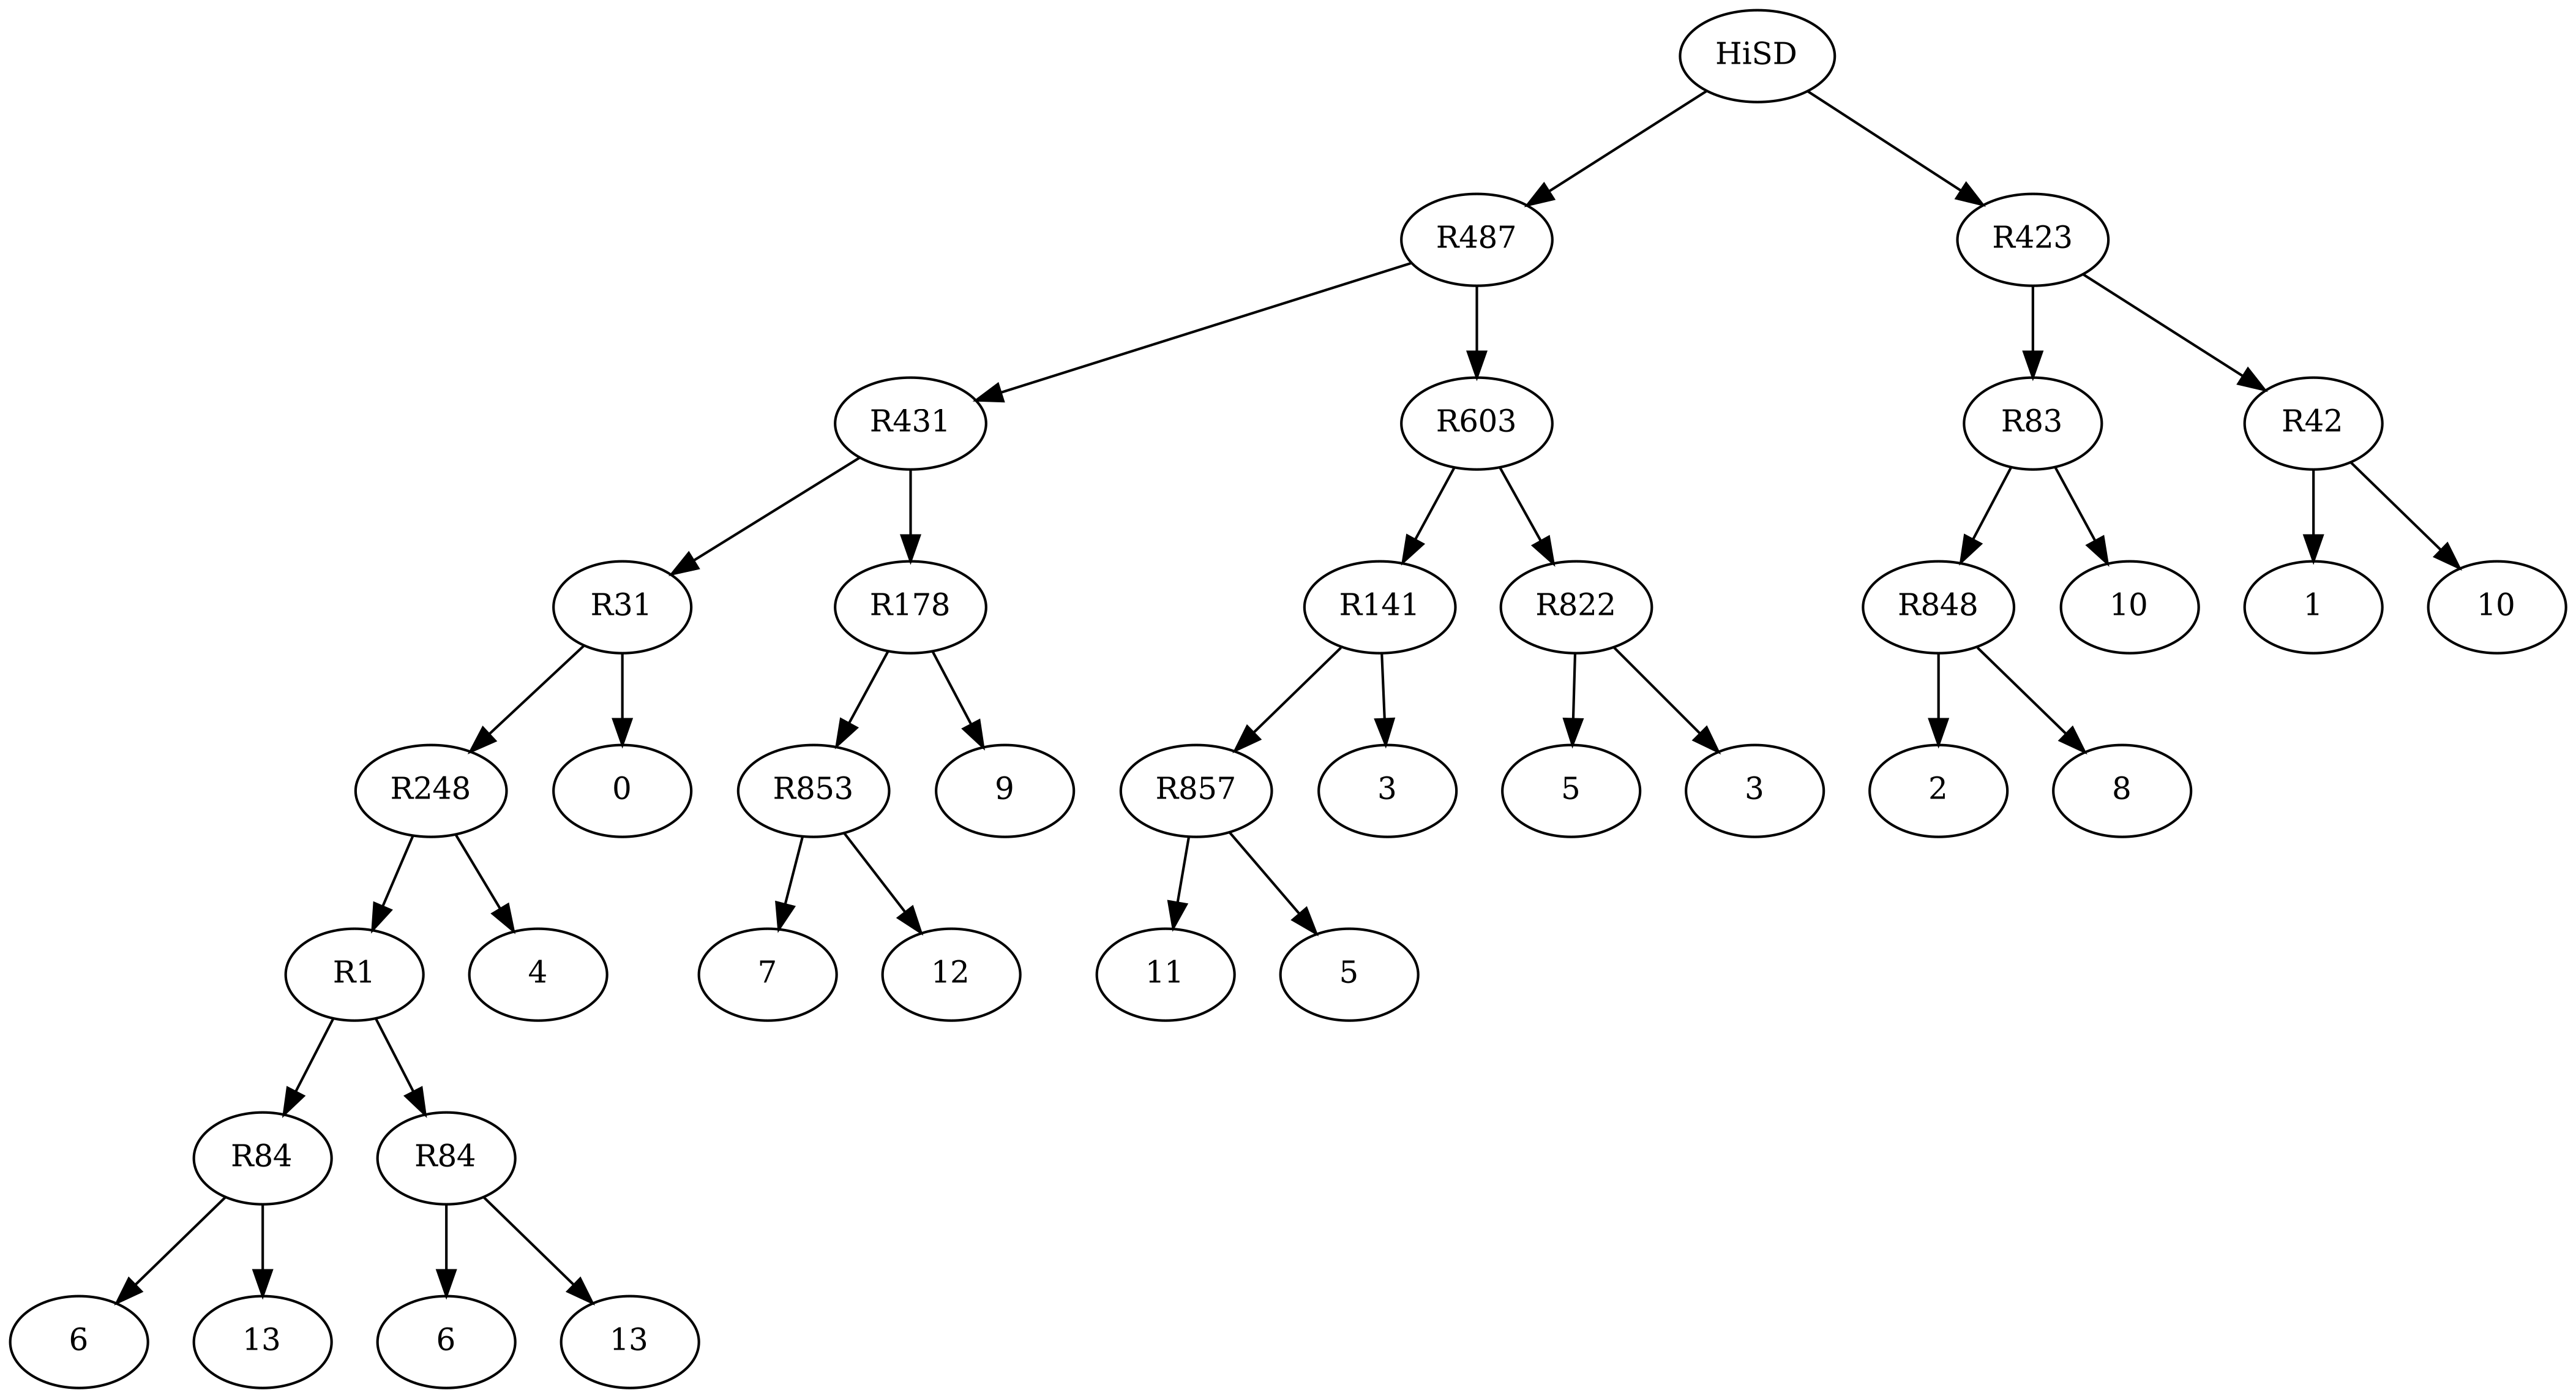 HiSD
R487 R423
R431 R603 R83 R42
R31 R178 R141 R822 R848 10 1 10
R248 0 R853 9 R857 3 5 3 2 8
R1 4 7 12 11 5
R84 R84
6 13 6 13